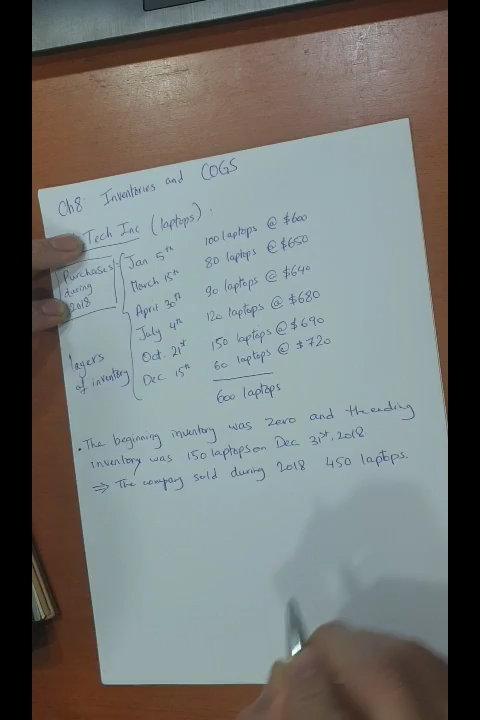 Ch8: Inventories and COGS
Tech Inc (laptops):
Purchases during 2018
Jan 5th 100 laptops @ $600
March 15th 80 laptops @ $650
April 30th 90 laptops @ $640
July 4th 120 laptops @ $680
Oct. 21st 150 laptops @ $690
Dec 15th 60 laptops @ $720
layers of inventory
600 laptops
• The beginning inventory was zero and the ending
inventory was 150 laptops on Dec 31st, 2018
⇒ The company sold during 2018 450 laptops.